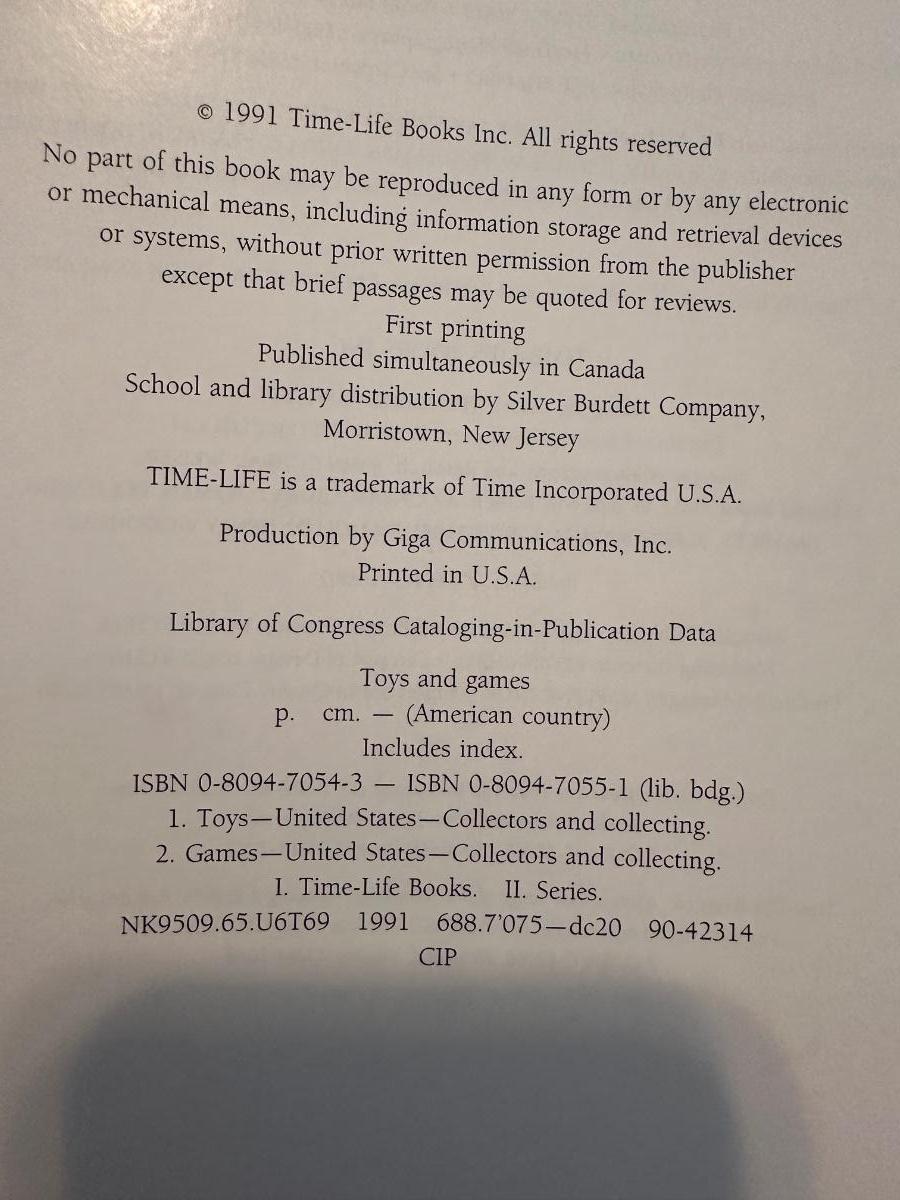 © 1991 Time-Life Books Inc. All rights reserved
No part of this book may be reproduced in any form or by any electronic
or mechanical means, including information storage and retrieval devices
or systems, without prior written permission from the publisher
except that brief passages may be quoted for reviews.
First printing
Published simultaneously in Canada
School and library distribution by Silver Burdett Company,
Morristown, New Jersey
TIME-LIFE is a trademark of Time Incorporated U.S.A.
Production by Giga Communications, Inc.
Printed in U.S.A.
Library of Congress Cataloging-in-Publication Data
Toys and games
p. cm. — (American country)
Includes index.
ISBN 0-8094-7054-3 — ISBN 0-8094-7055-1 (lib. bdg.)
1. Toys—United States—Collectors and collecting.
2. Games—United States—Collectors and collecting.
I. Time-Life Books. II. Series.
NK9509.65.U6T69 1991 688.7'075—dc20 90-42314
CIP